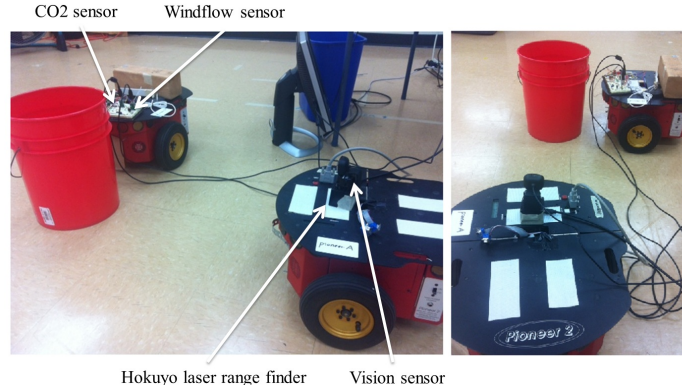 CO2 sensor
Windflow sensor
pioneer A
A
Pioneer 2
Hokuyo laser range finder
Vision sensor